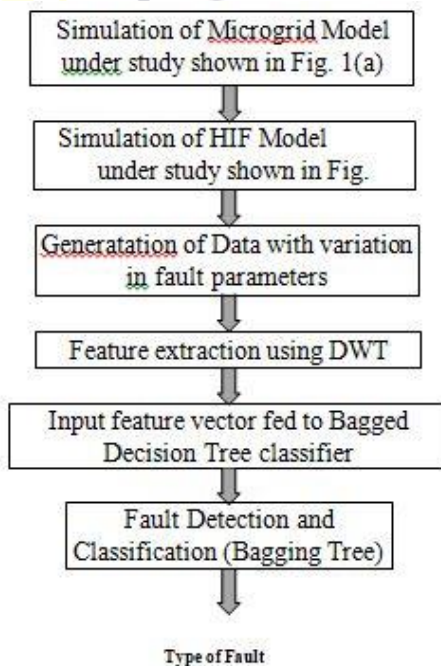 Simulation of Microgrid Model
under study shown in Fig. 1(a)
Simulation of HIF Model
under study shown in Fig.
Generatation of Data with variation
in fault parameters
Feature extraction using DWT
Input feature vector fed to Bagged
Decision Tree classifier
Fault Detection and
Classification (Bagging Tree)
Type of Fault